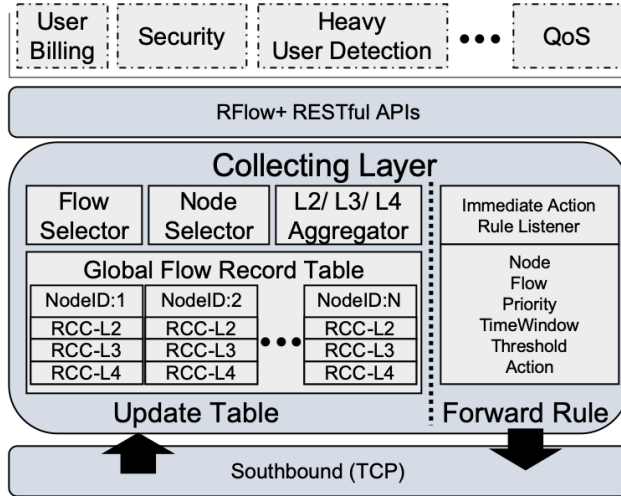 User
Billing
Security
Heavy
User Detection
•••
QoS
RFlow+ RESTful APIs
Collecting Layer
Flow
Selector
Node
Selector
L2/ L3/ L4
Aggregator
Immediate Action
Rule Listener
Global Flow Record Table
NodeID:1
NodeID:2
NodeID:N
RCC-L2
RCC-L2
•••
RCC-L2
RCC-L3
RCC-L3
RCC-L3
RCC-L4
RCC-L4
RCC-L4
Node
Flow
Priority
TimeWindow
Threshold
Action
Update Table
Forward Rule
Southbound (TCP)